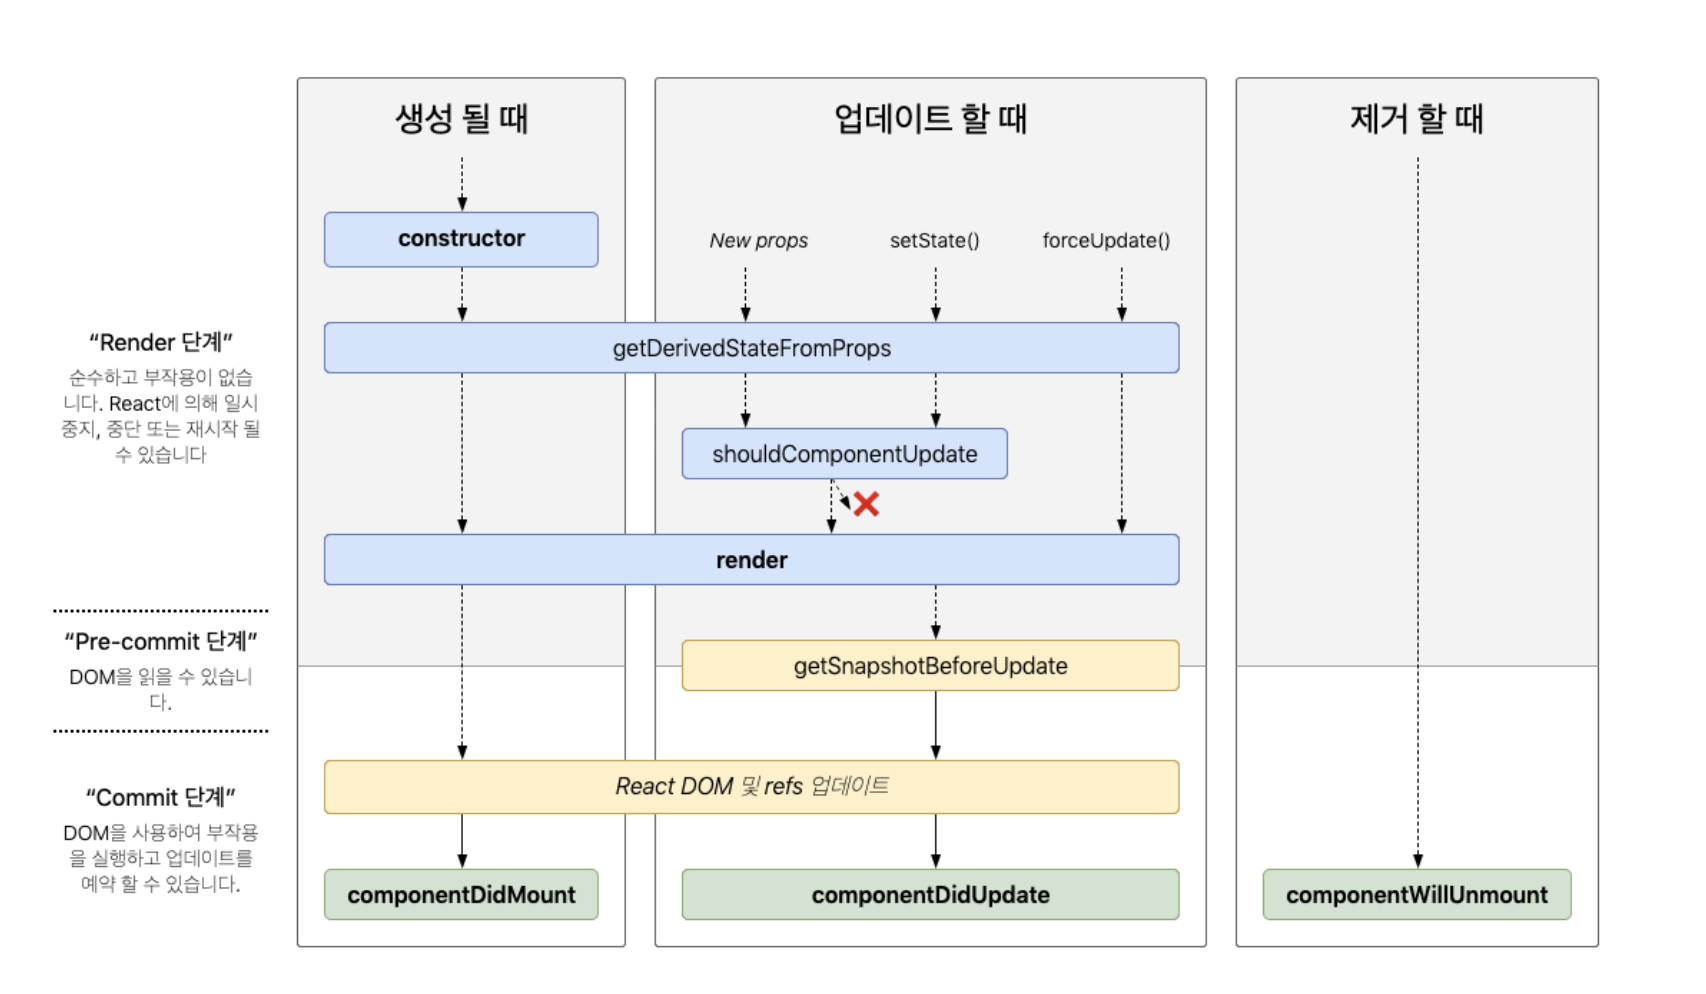 생성 될 때
업데이트 할 때
제거 할 때
constructor
New props
setState()
forceUpdate()
“Render 단계”
순수하고 부작용이 없습
니다. React에 의해 일시
중지, 중단 또는 재시작 될
수 있습니다
getDerivedStateFromProps
shouldComponentUpdate
render
“Pre-commit 단계”
DOM을 읽을 수 있습니
다.
getSnapshotBeforeUpdate
React DOM 및 refs 업데이트
“Commit 단계”
DOM을 사용하여 부작용
을 실행하고 업데이트를
예약 할 수 있습니다.
componentDidMount
componentDidUpdate
componentWillUnmount